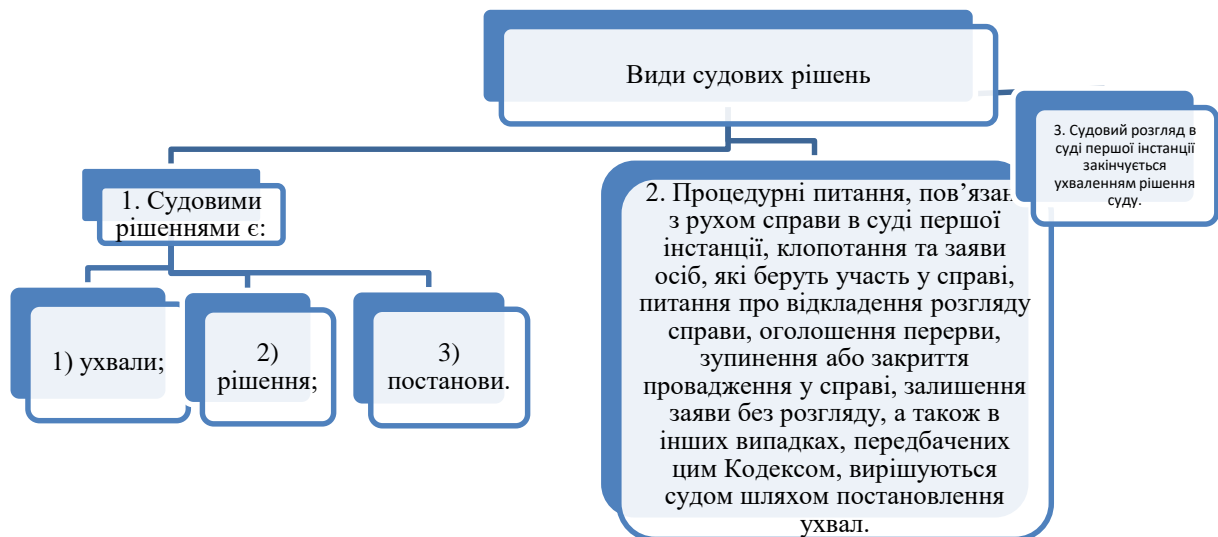 Види судових рішень
3. Судовий розгляд в
суді першої інстанції
закінчується
ухваленням рішення
суду.
1. Судовими
рішеннями є:
1) ухвали;
2)
рішення;
3)
постанови.
2. Процедурні питання, пов’язан
з рухом справи в суді першої
інстанції, клопотання та заяви
осіб, які беруть участь у справі,
питання про відкладення розгляду
справи, оголошення перерви,
зупинення або закриття
провадження у справі, залишення
заяви без розгляду, а також в
інших випадках, передбачених
цим Кодексом, вирішуються
судом шляхом постановлення
ухвал.